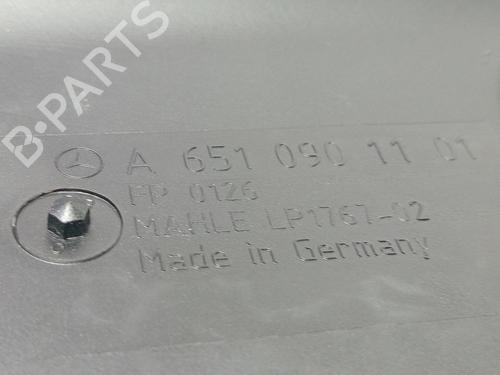 B-PARTS
A 651 090 11 01
FP 0126
MAHLE LP1767-02
Made in Germany